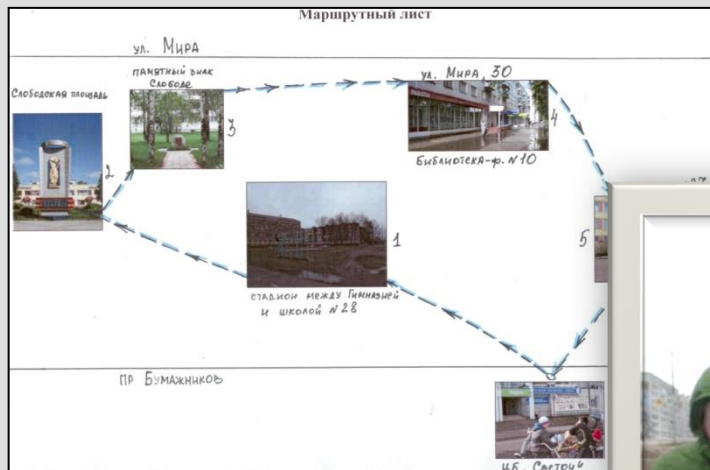 Маршрутный лист
ул. Мира
Памятный знак
Слободе
ул. Мира, 30
Слободская площадь
3
4
2
Библиотека-ф. №10
1
5
стадион между Гимназией
и школой №28
пр Бумажников